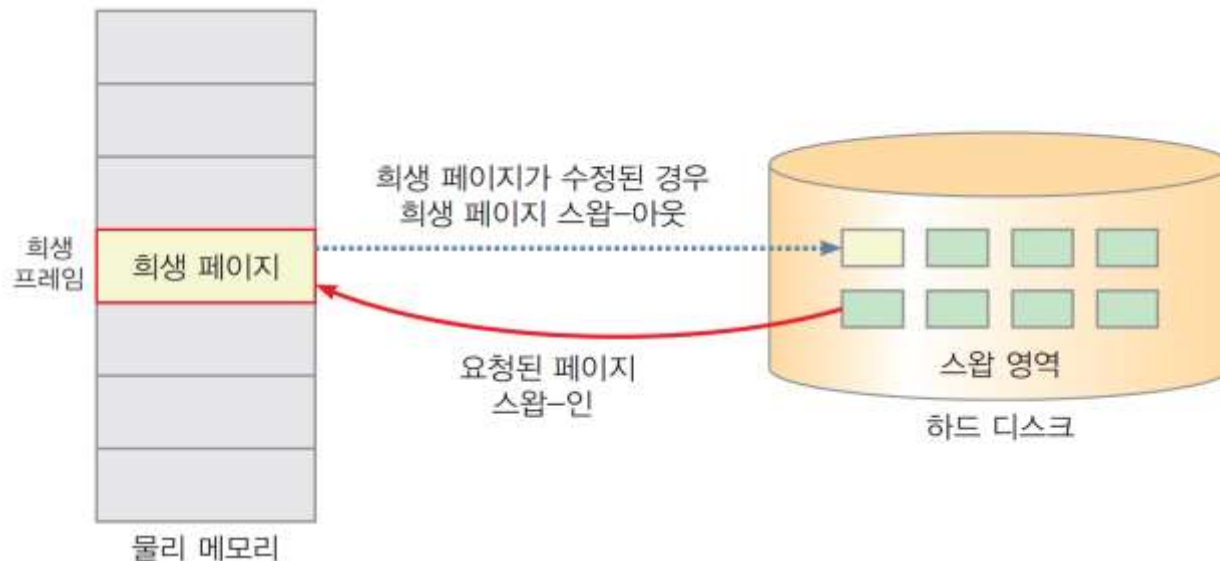 희생 페이지가 수정된 경우
희생 페이지 스왑-아웃
희생
프레임
희생 페이지
요청된 페이지
스왑-인
스왑 영역
하드 디스크
물리 메모리